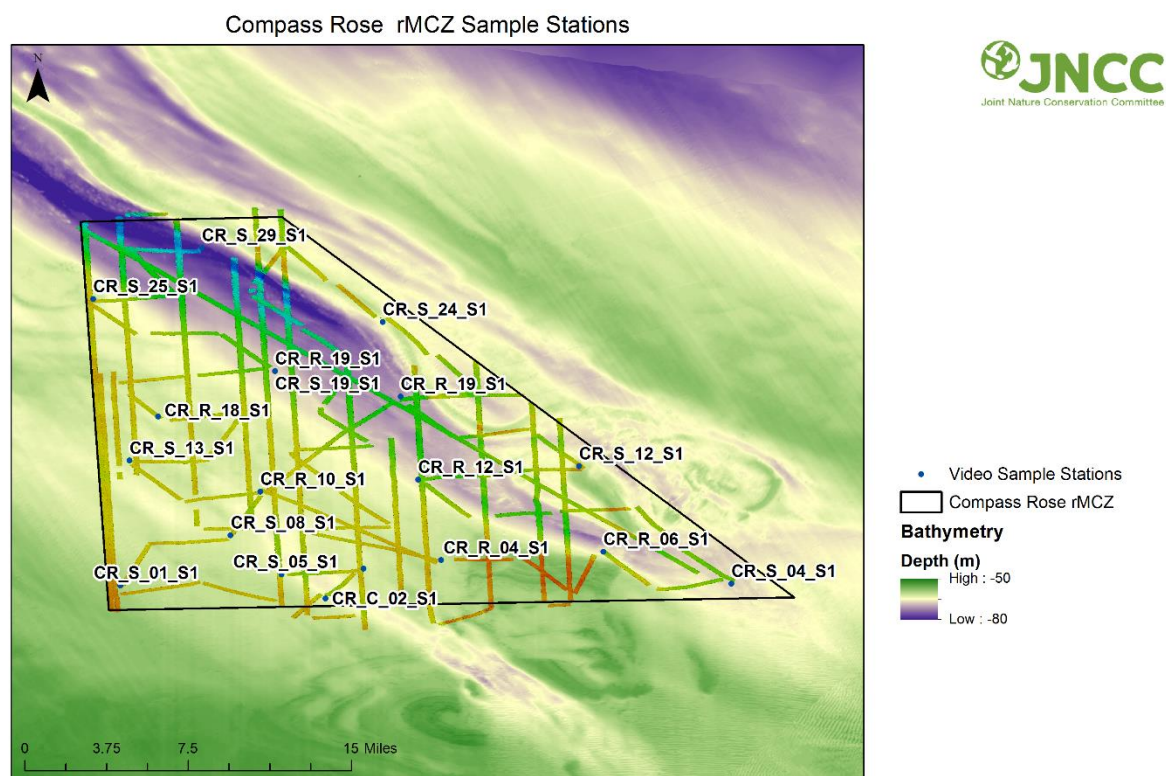 Compass Rose rMCZ Sample Stations
N
JNCC
Joint Nature Conservation Committee
CR_S_29_S1
CR_S_25_S1
CR_S_24_S1
CR_R_19_S1
CR_S_19_S1
CR_R_19_S1
CR_R_18_S1
CR_S_13_S1
CR_S_12_S1
CR_R_12_S1
CR_R_10_S1
CR_S_08_S1
CR_R_06_S1
CR_R_04_S1
CR_S_05_S1
CR_S_01_S1
CR_S_04_S1
CR_C_02_S1
Video Sample Stations
Compass Rose rMCZ
Bathymetry
Depth (m)
High : -50
Low : -80
0 3.75 7.5 15 Miles